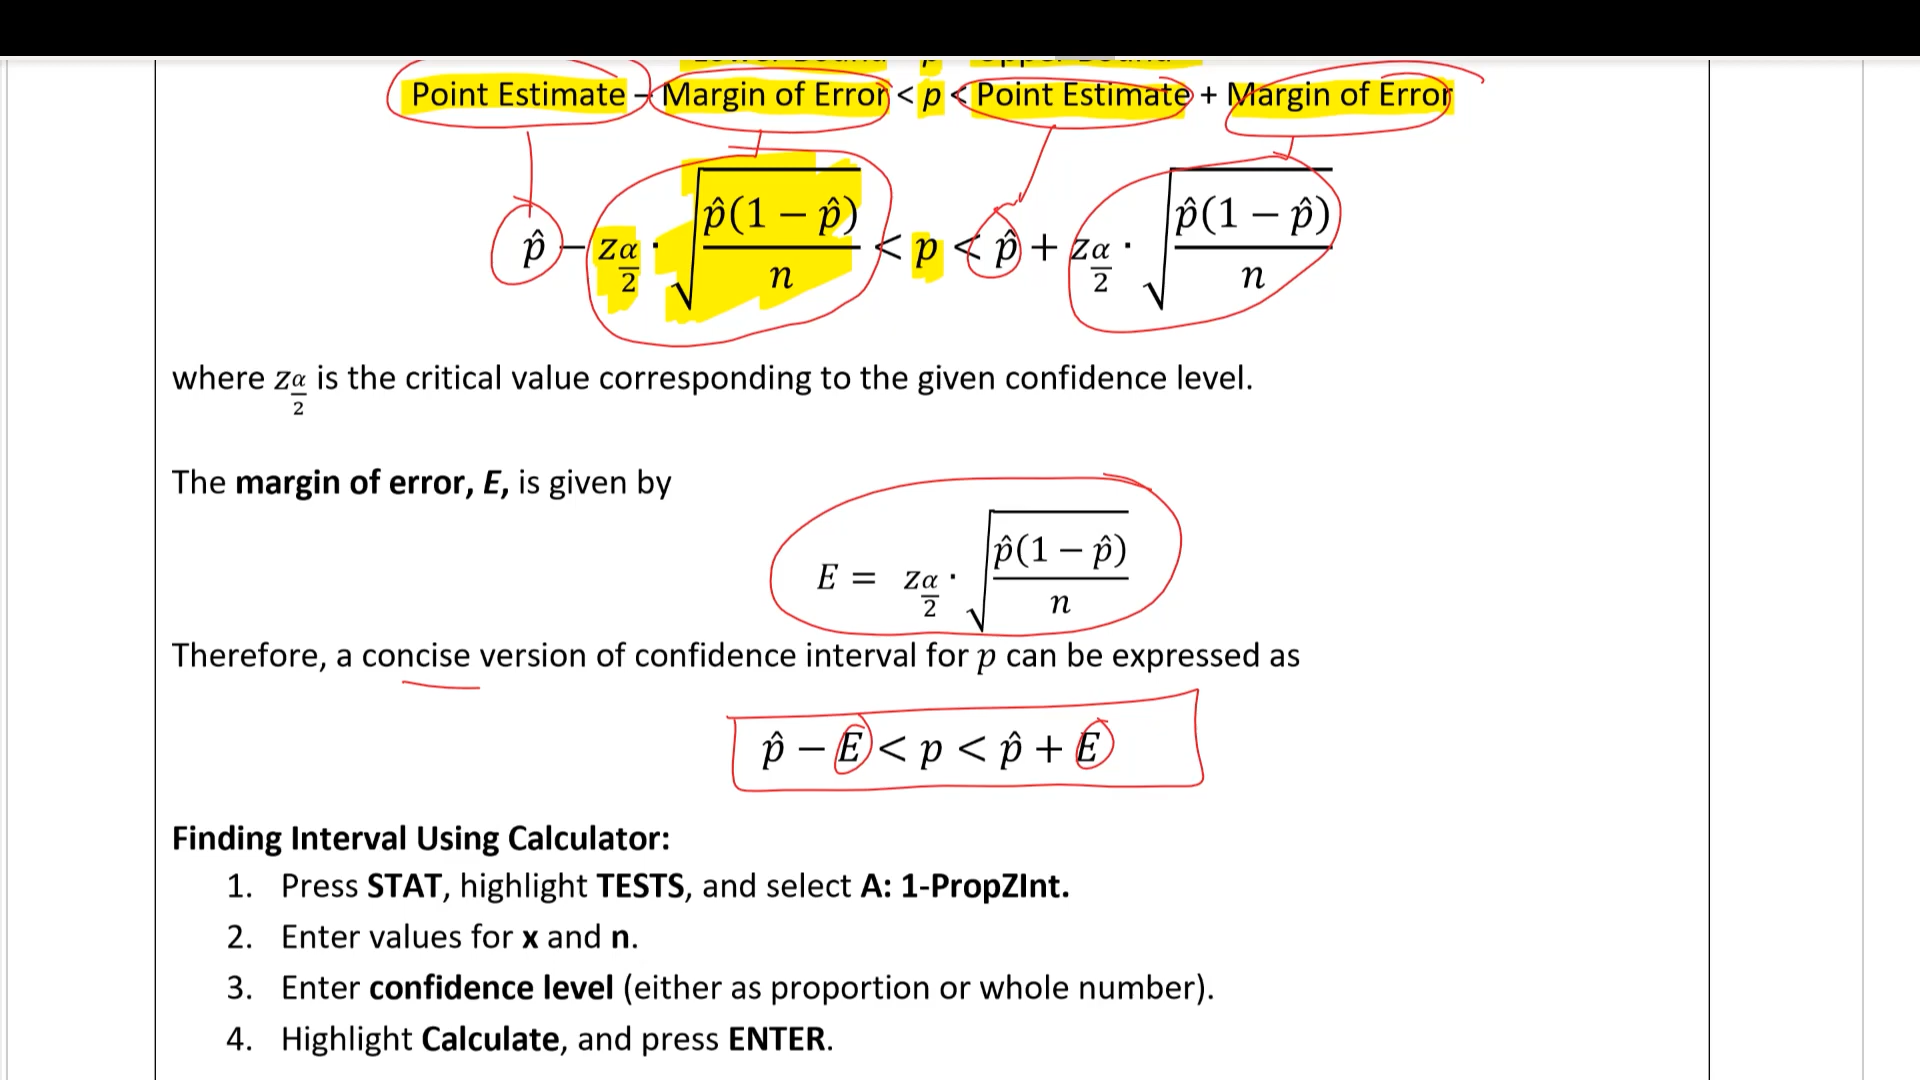 Point Estimate − Margin of Error < p < Point Estimate + Margin of Error
p̂ − z_{α/2} · √(p̂(1 − p̂)/n) < p < p̂ + z_{α/2} · √(p̂(1 − p̂)/n)
where z_{α/2} is the critical value corresponding to the given confidence level.
The margin of error, E, is given by
E = z_{α/2} · √(p̂(1 − p̂)/n)
Therefore, a concise version of confidence interval for p can be expressed as
p̂ − E < p < p̂ + E
Finding Interval Using Calculator:
1. Press STAT, highlight TESTS, and select A: 1-PropZInt.
2. Enter values for x and n.
3. Enter confidence level (either as proportion or whole number).
4. Highlight Calculate, and press ENTER.